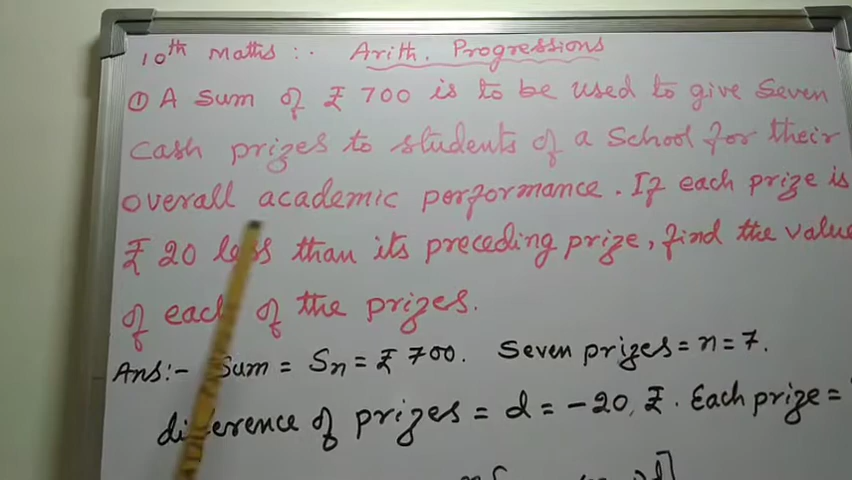 10th Maths :- Arith. Progressions
① A Sum of ₹ 700 is to be used to give Seven
Cash prizes to students of a School for their
overall academic performance. If each prize is
₹ 20 less than its preceding prize, find the value
of each of the prizes.
Ans:- Sum = Sn = ₹ 700. Seven prizes = n = 7.
difference of prizes = d = -20, ₹. Each prize =